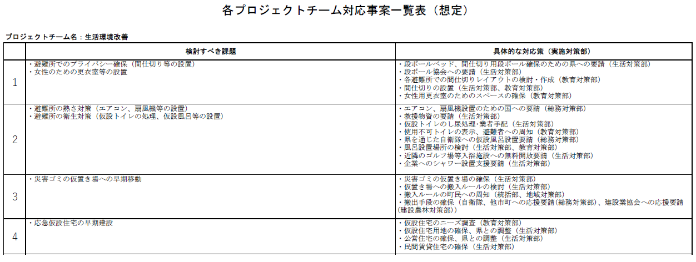 各プロジェクトチーム対応事案一覧表（想定）
プロジェクトチーム名：生活環境改善
検討すべき課題
具体的な対応策（実施対策部）
1
・避難所でのプライバシー確保（間仕切り等の設置）
・女性のための更衣室等の設置
・段ボールベッド、間仕切り用段ボール確保のための県への要請（生活対策部）
・段ボール協会への要請（生活対策部）
・各避難所での間仕切りレイアウトの検討・作成（教育対策部）
・間仕切りの設置（生活対策部、教育対策部）
・女性用更衣室のためのスペースの確保（教育対策部）
2
・避難所の熱さ対策（エアコン、扇風機等の設置）
・避難所の衛生対策（仮設トイレの処理、仮設風呂等の設置）
・エアコン、扇風機設置のための国への要請（総務対策部）
・救援物資の要請（生活対策部）
・仮設トイレのし尿処理・業者手配（生活対策部）
・使用不可トイレの表示、避難者への周知（教育対策部）
・県を通じた自衛隊への仮設風呂設置要請（総務対策部）
・風呂設置場所の検討（生活対策部、教育対策部）
・近隣のゴルフ場等入浴施設への無料開放要請（生活対策部）
・企業へのシャワー設置支援要請（生活対策部）
3
・災害ゴミの仮置き場への早期移動
・災害ゴミの仮置き場の確保（生活対策部）
・仮置き場への搬入ルールの検討（生活対策部）
・搬入ルールの町民への周知（統括部、地域対策部）
・搬出手段の確保（自衛隊、他市町への応援要請(総務対策部)、建設業協会への応援要請
(建設農林対策部)）
4
・応急仮設住宅の早期建設
・仮設住宅のニーズ調査（教育対策部）
・仮設住宅用地の確保、県との調整（生活対策部）
・公営住宅の確保、県との調整（生活対策部）
・民間賃貸住宅の確保（生活対策部）